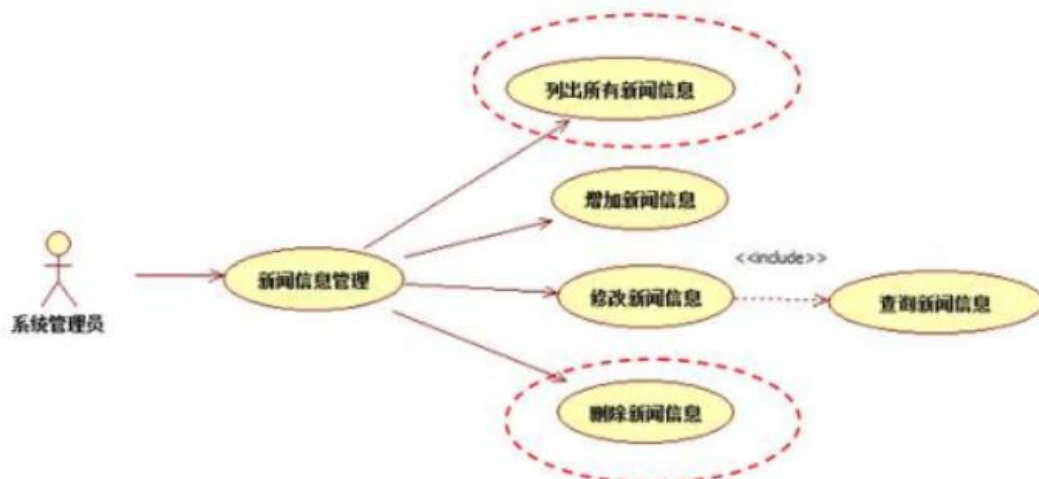 列出所有新闻信息
增加新闻信息
<<include>>
新闻信息管理
修改新闻信息
查询新闻信息
系统管理员
删除新闻信息